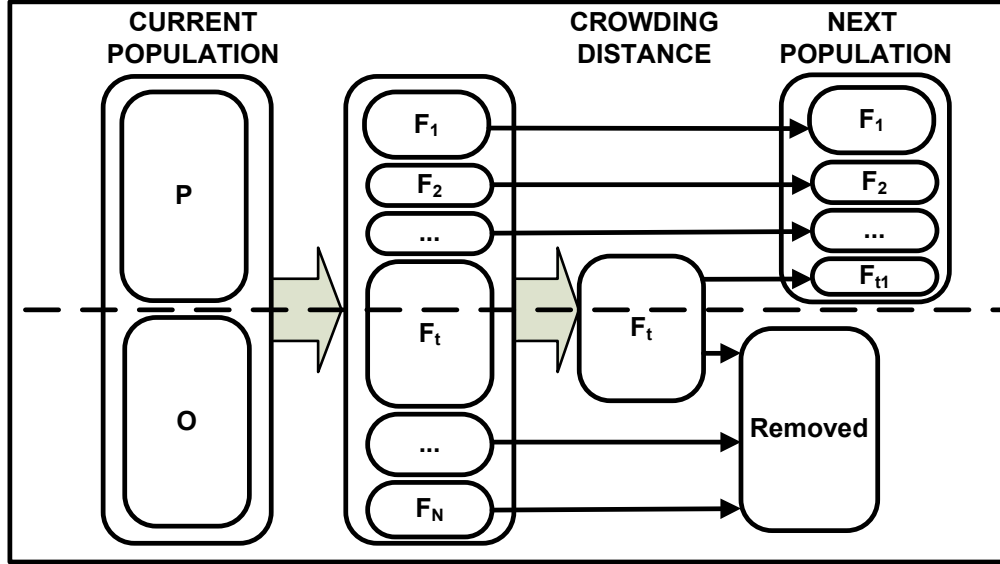 CURRENT
POPULATION
CROWDING
DISTANCE
NEXT
POPULATION
P
O
F1
F2
...
Ft
...
FN
Ft
F1
F2
...
Ft1
Removed